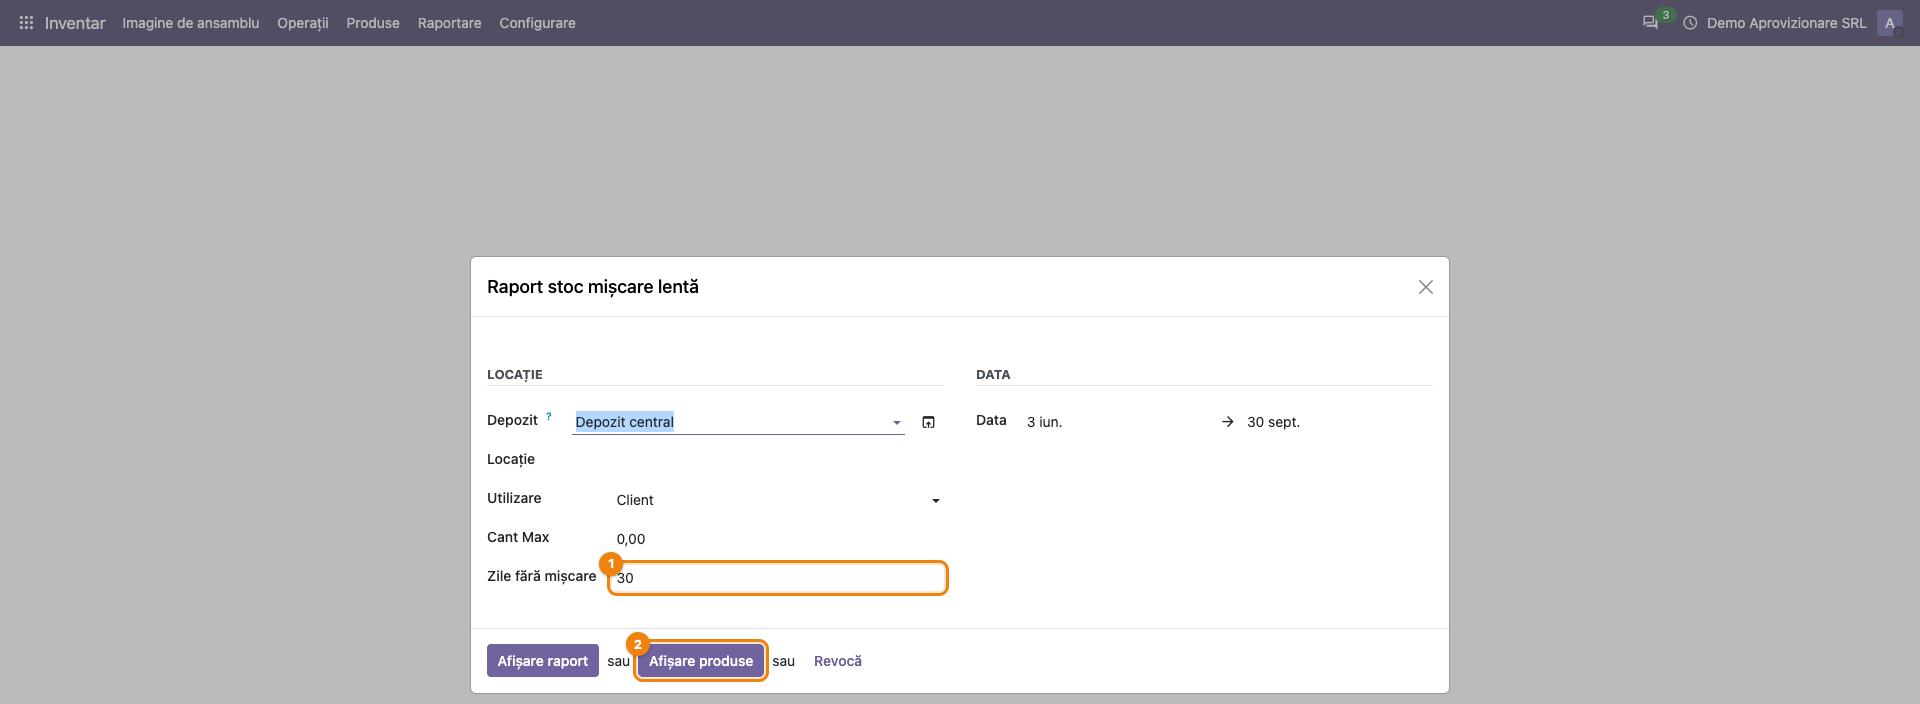 Inventar Imagine de ansamblu Operații Produse Raportare Configurare 3 Demo Aprovizionare SRL A
Raport stoc mișcare lentă
LOCAȚIE DATA
Depozit ? Depozit central Data 3 iun. → 30 sept.
Locație
Utilizare Client
Cant Max 0,00
1
Zile fără mișcare 30
2
Afișare raport sau Afișare produse sau Revocă